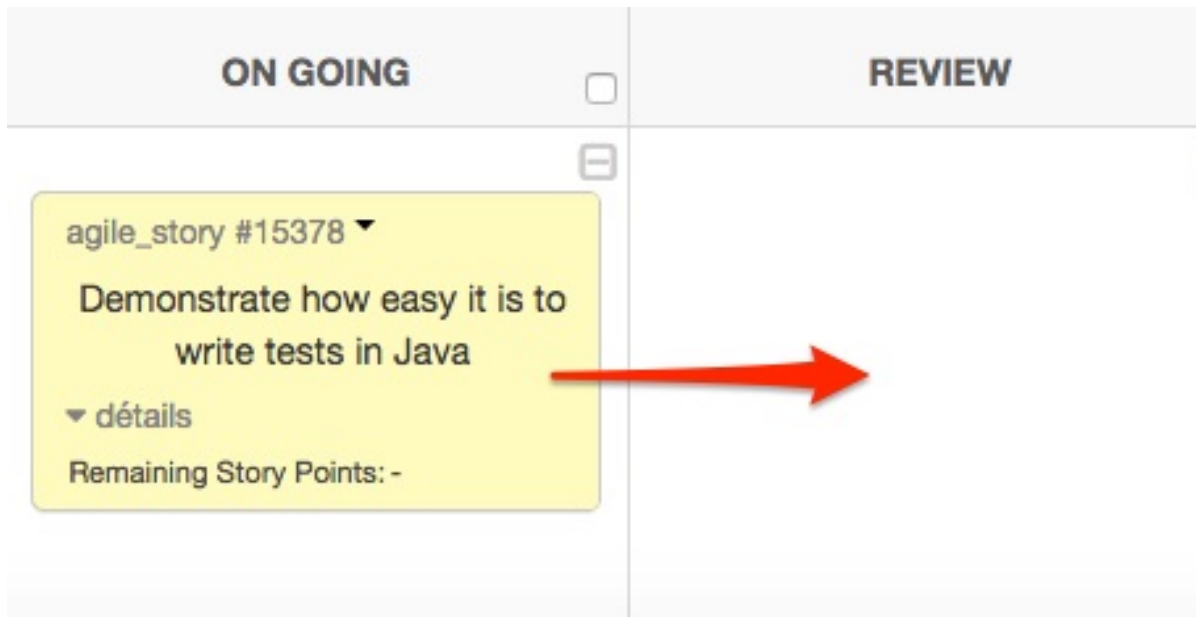 ON GOING
REVIEW
agile_story #15378
Demonstrate how easy it is to
write tests in Java
détails
Remaining Story Points: -